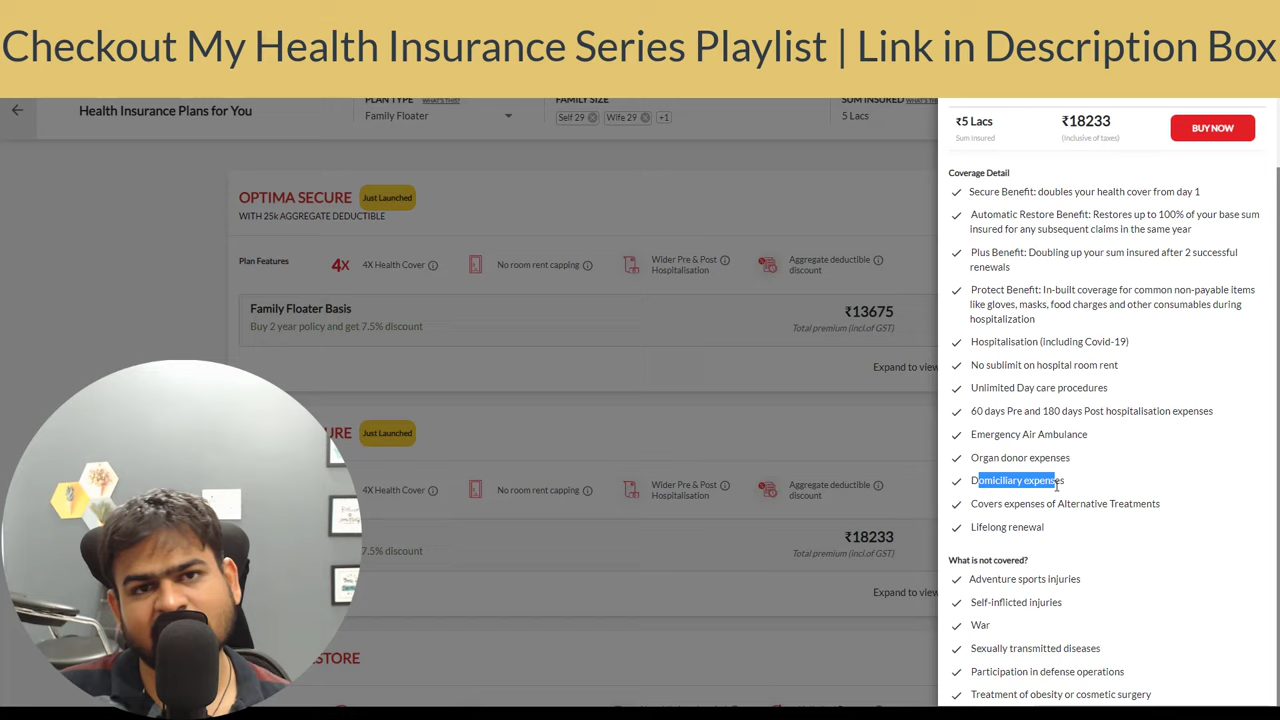 Checkout My Health Insurance Series Playlist | Link in Description Box
Health Insurance Plans for You
PLAN TYPE WHAT'S THIS?
Family Floater
FAMILY SIZE
Self 29
Wife 29
+1
SUM INSURED WHAT'S THIS?
5 Lacs
OPTIMA SECURE
Just Launched
WITH 25k AGGREGATE DEDUCTIBLE
Plan Features
4X
4X Health Cover
No room rent capping
Wider Pre & Post
Hospitalisation
Aggregate deductible
discount
Family Floater Basis
Buy 2 year policy and get 7.5% discount
₹13675
Total premium (incl.of GST)
Expand to view
URE
Just Launched
4X Health Cover
No room rent capping
Wider Pre & Post
Hospitalisation
Aggregate deductible
discount
7.5% discount
₹18233
Total premium (incl.of GST)
Expand to view
STORE
₹5 Lacs
Sum Insured
₹18233
(Inclusive of taxes)
BUY NOW
Coverage Detail
Secure Benefit: doubles your health cover from day 1
Automatic Restore Benefit: Restores up to 100% of your base sum
insured for any subsequent claims in the same year
Plus Benefit: Doubling up your sum insured after 2 successful
renewals
Protect Benefit: In-built coverage for common non-payable items
like gloves, masks, food charges and other consumables during
hospitalization
Hospitalisation (including Covid-19)
No sublimit on hospital room rent
Unlimited Day care procedures
60 days Pre and 180 days Post hospitalisation expenses
Emergency Air Ambulance
Organ donor expenses
Domiciliary expenses
Covers expenses of Alternative Treatments
Lifelong renewal
What is not covered?
Adventure sports injuries
Self-inflicted injuries
War
Sexually transmitted diseases
Participation in defense operations
Treatment of obesity or cosmetic surgery